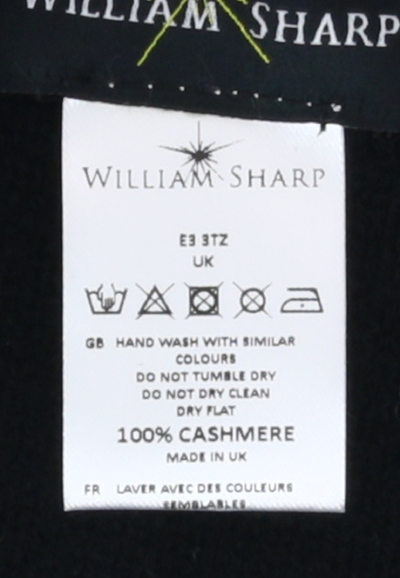 WILLIAM SHARP
WILLIAM SHARP
E3 3TZ
UK
GB HAND WASH WITH SIMILAR
COLOURS
DO NOT TUMBLE DRY
DO NOT DRY CLEAN
DRY FLAT
100% CASHMERE
MADE IN UK
FR LAVER AVEC DES COULEURS
SEMBLABLES